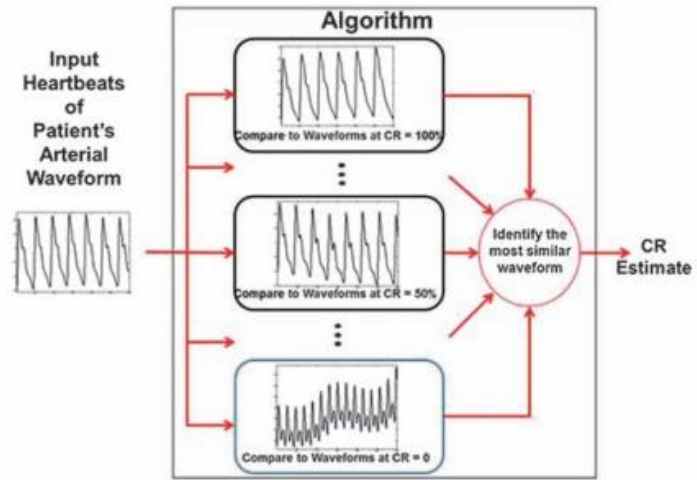 Algorithm
Input
Heartbeats
of
Patient's
Arterial
Waveform
Compare to Waveforms at CR = 100%
Compare to Waveforms at CR = 50%
Compare to Waveforms at CR = 0
Identify the
most similar
waveform
CR
Estimate